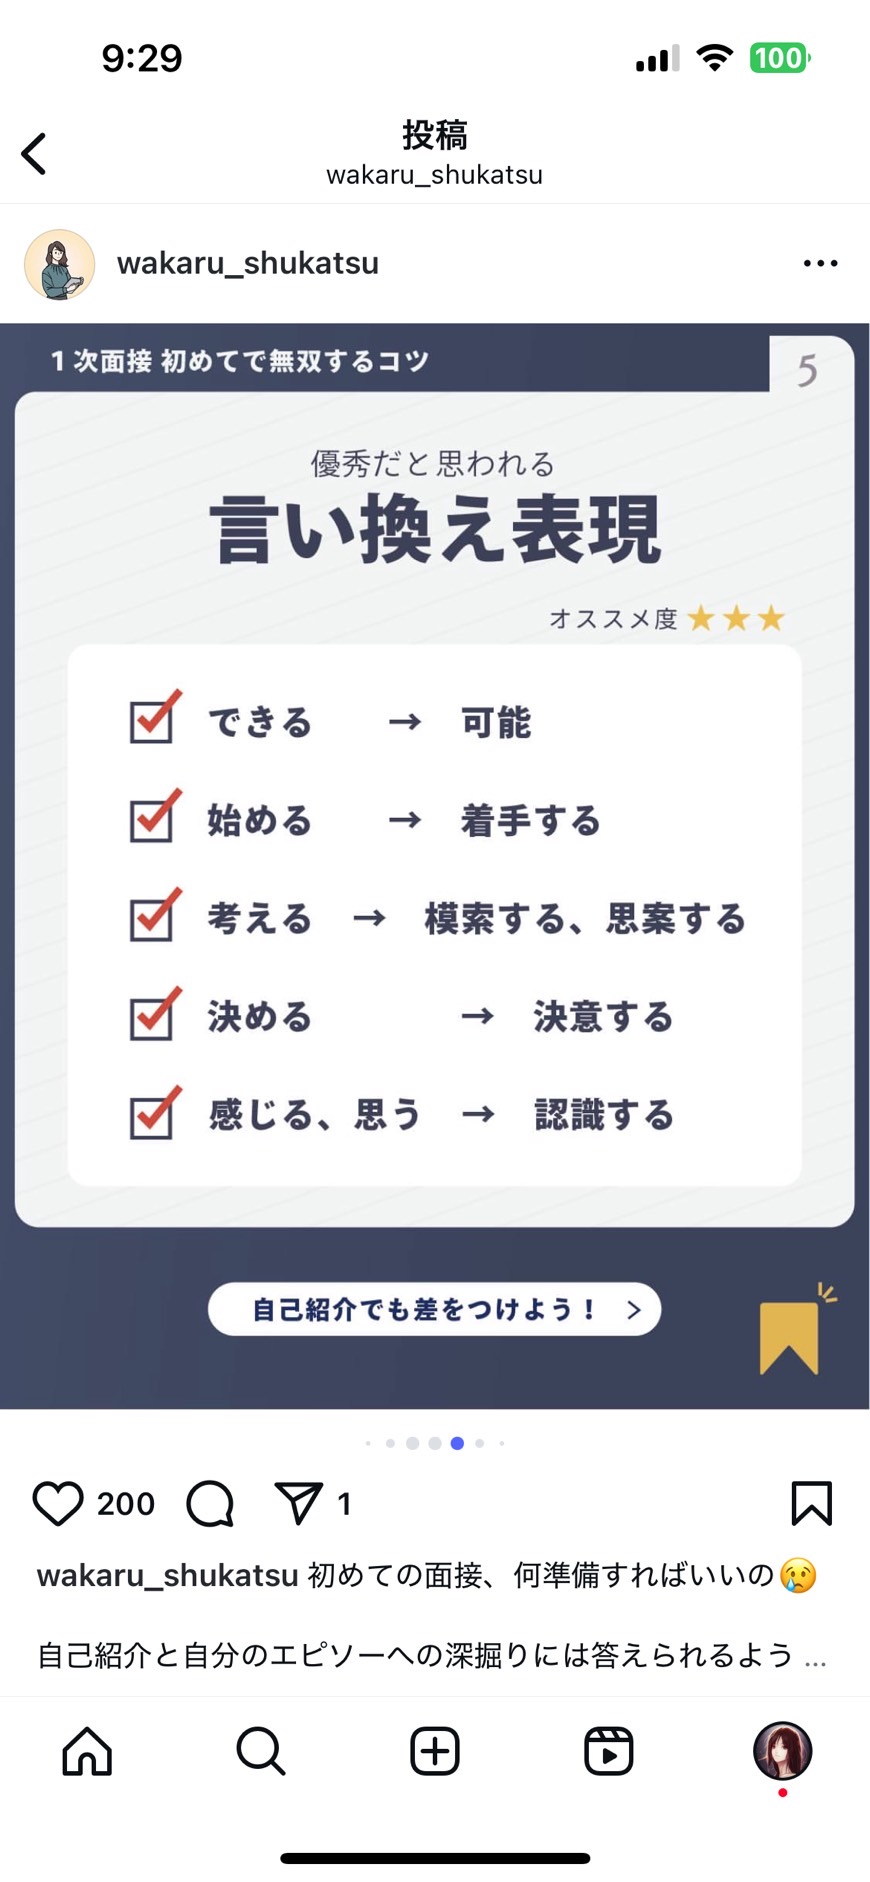 9:29
100
投稿
wakaru_shukatsu
wakaru_shukatsu
1次面接 初めてで無双するコツ
5
優秀だと思われる
言い換え表現
オススメ度 ★★★
できる → 可能
始める → 着手する
考える → 模索する、思案する
決める → 決意する
感じる、思う → 認識する
自己紹介でも差をつけよう！ >
200
1
wakaru_shukatsu 初めての面接、何準備すればいいの😢
自己紹介と自分のエピソーへの深掘りには答えられるよう ...